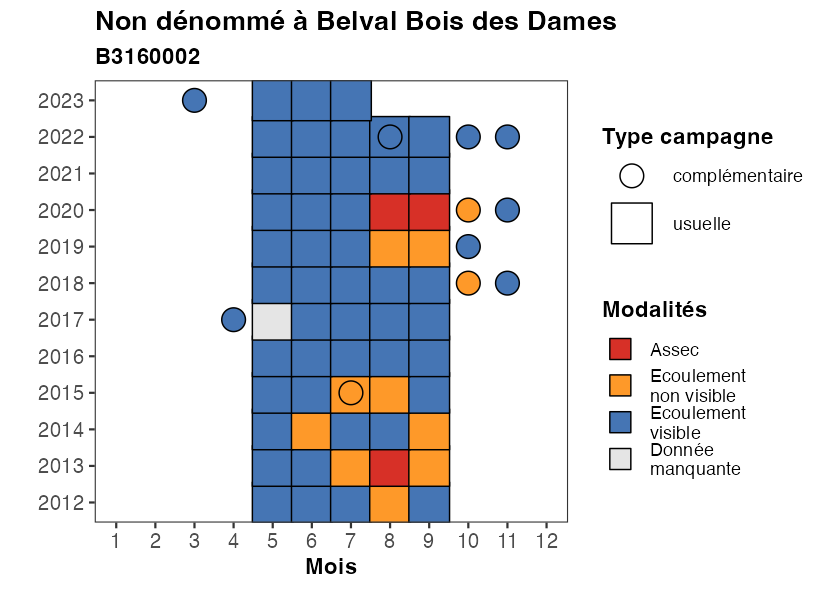 Non dénommé à Belval Bois des Dames
B3160002
2023
2022
2021
2020
2019
2018
2017
2016
2015
2014
2013
2012
1 2 3 4 5 6 7 8 9 10 11 12
Mois
Type campagne
complémentaire
usuelle
Modalités
Assec
Ecoulement
non visible
Ecoulement
visible
Donnée
manquante